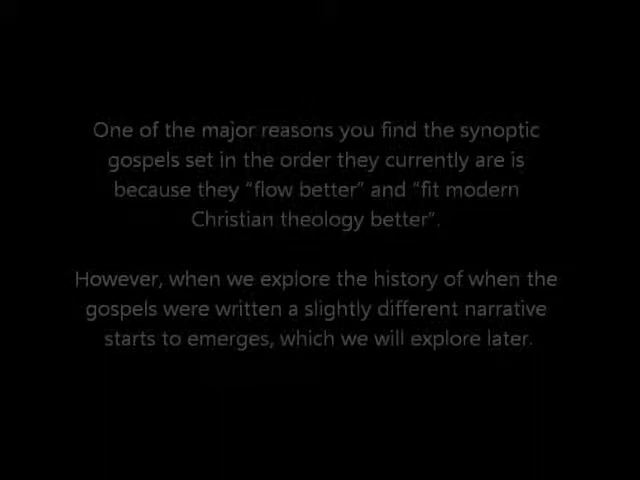 One of the major reasons you find the synoptic
gospels set in the order they currently are is
because they “flow better” and “fit modern
Christian theology better”.
However, when we explore the history of when the
gospels were written a slightly different narrative
starts to emerges, which we will explore later.